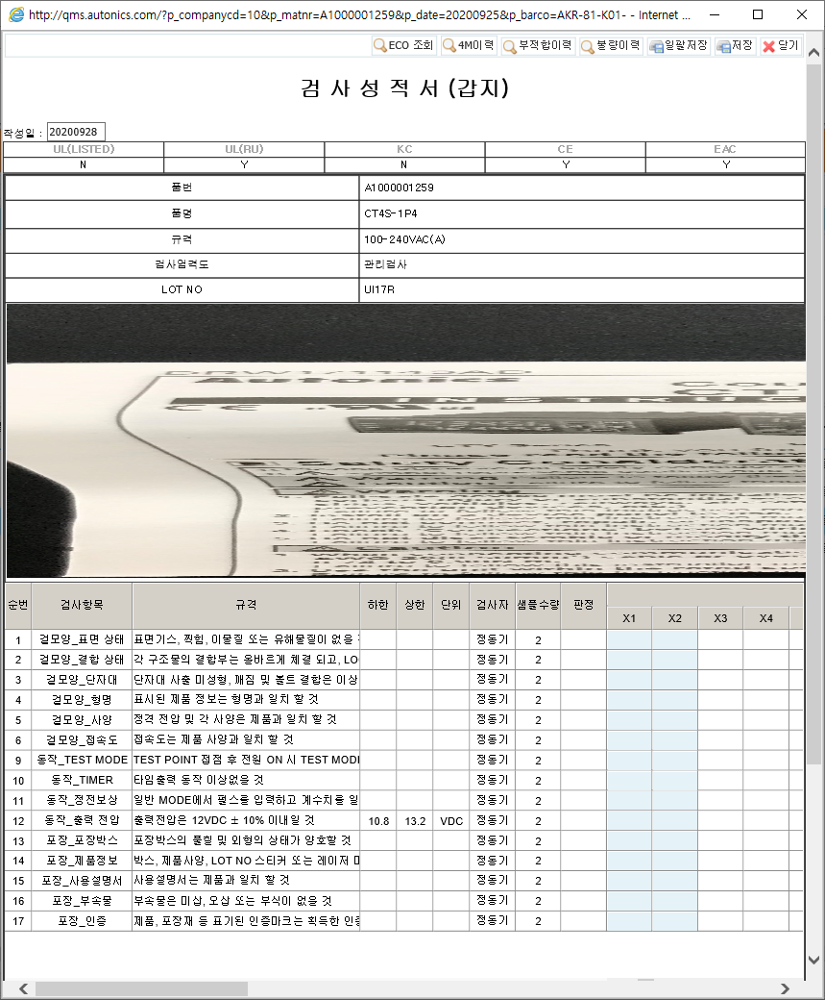 http://qms.autonics.com/?p_companycd=10&p_matnr=A1000001259&p_date=20200925&p_barco=AKR-81-K01- - Internet ...
ECO 조회 4M이력 부적합이력 불량이력 일괄저장 저장 닫기
검 사 성 적 서 (갑지)
작성일 : 20200928
UL(LISTED) UL(RU) KC CE EAC
N Y N Y Y
품번 A1000001259
품명 CT4S-1P4
규격 100-240VAC(A)
검사엄격도 관리검사
LOT NO UI17R
DRW171143AD
Autonics Cou
CT
INSTRU
Safety Consider
Warning
순번 검사항목 규격 하한 상한 단위 검사자 샘플수량 판정
X1 X2 X3 X4
1 겉모양_표면 상태 표면기스, 찍힘, 이물질 또는 유해물질이 없을 정동기 2
2 겉모양_결합 상태 각 구조물의 결합부는 올바르게 체결 되고, LO 정동기 2
3 겉모양_단자대 단자대 사출 미성형, 깨짐 및 볼트 결합은 이상 정동기 2
4 겉모양_형명 표시된 제품 정보는 형명과 일치 할 것 정동기 2
5 겉모양_사양 정격 전압 및 각 사양은 제품과 일치 할 것 정동기 2
6 겉모양_접속도 접속도는 제품 사양과 일치 할 것 정동기 2
9 동작_TEST MODE TEST POINT 접점 후 전원 ON 시 TEST MODE 정동기 2
10 동작_TIMER 타임출력 동작 이상없을 것 정동기 2
11 동작_정전보상 일반 MODE에서 펄스를 입력하고 계수치를 일 정동기 2
12 동작_출력 전압 출력전압은 12VDC ± 10% 이내일 것 10.8 13.2 VDC 정동기 2
13 포장_포장박스 포장박스의 품질 및 외형의 상태가 양호할 것 정동기 2
14 포장_제품정보 박스, 제품사양, LOT NO 스티커 또는 레이저 정동기 2
15 포장_사용설명서 사용설명서는 제품과 일치 할 것 정동기 2
16 포장_부속물 부속물은 미삽, 오삽 또는 부식이 없을 것 정동기 2
17 포장_인증 제품, 포장재 등 표기된 인증마크는 획득한 인증 정동기 2